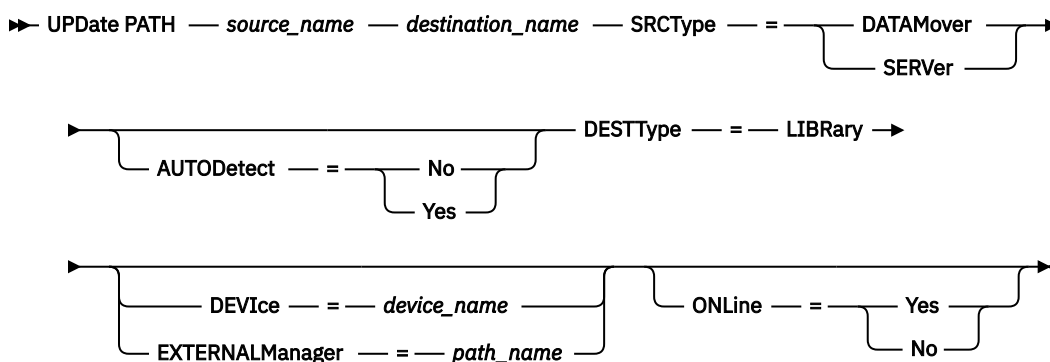 UPDate PATH source_name destination_name SRCType = DATAMover
SERVer
AUTODetect = No
Yes
DESTType = LIBRary
DEVIce = device_name
EXTERNALManager = path_name
ONLine = Yes
No